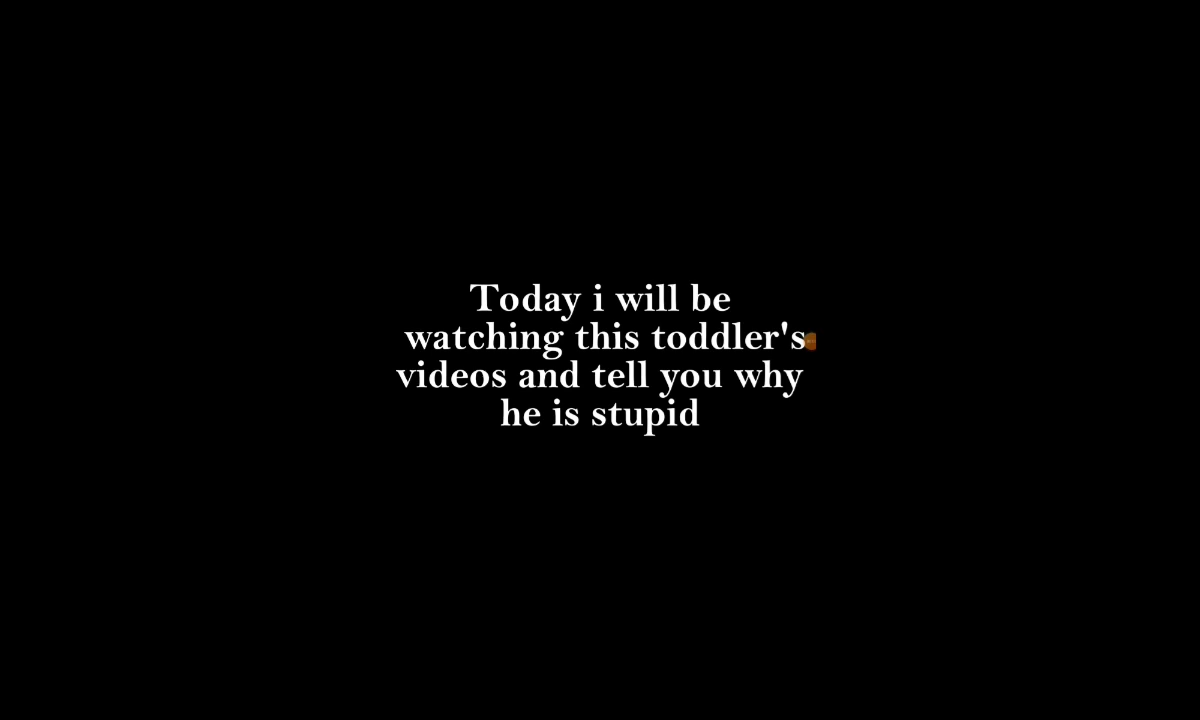 Today i will be
watching this toddler's
videos and tell you why
he is stupid